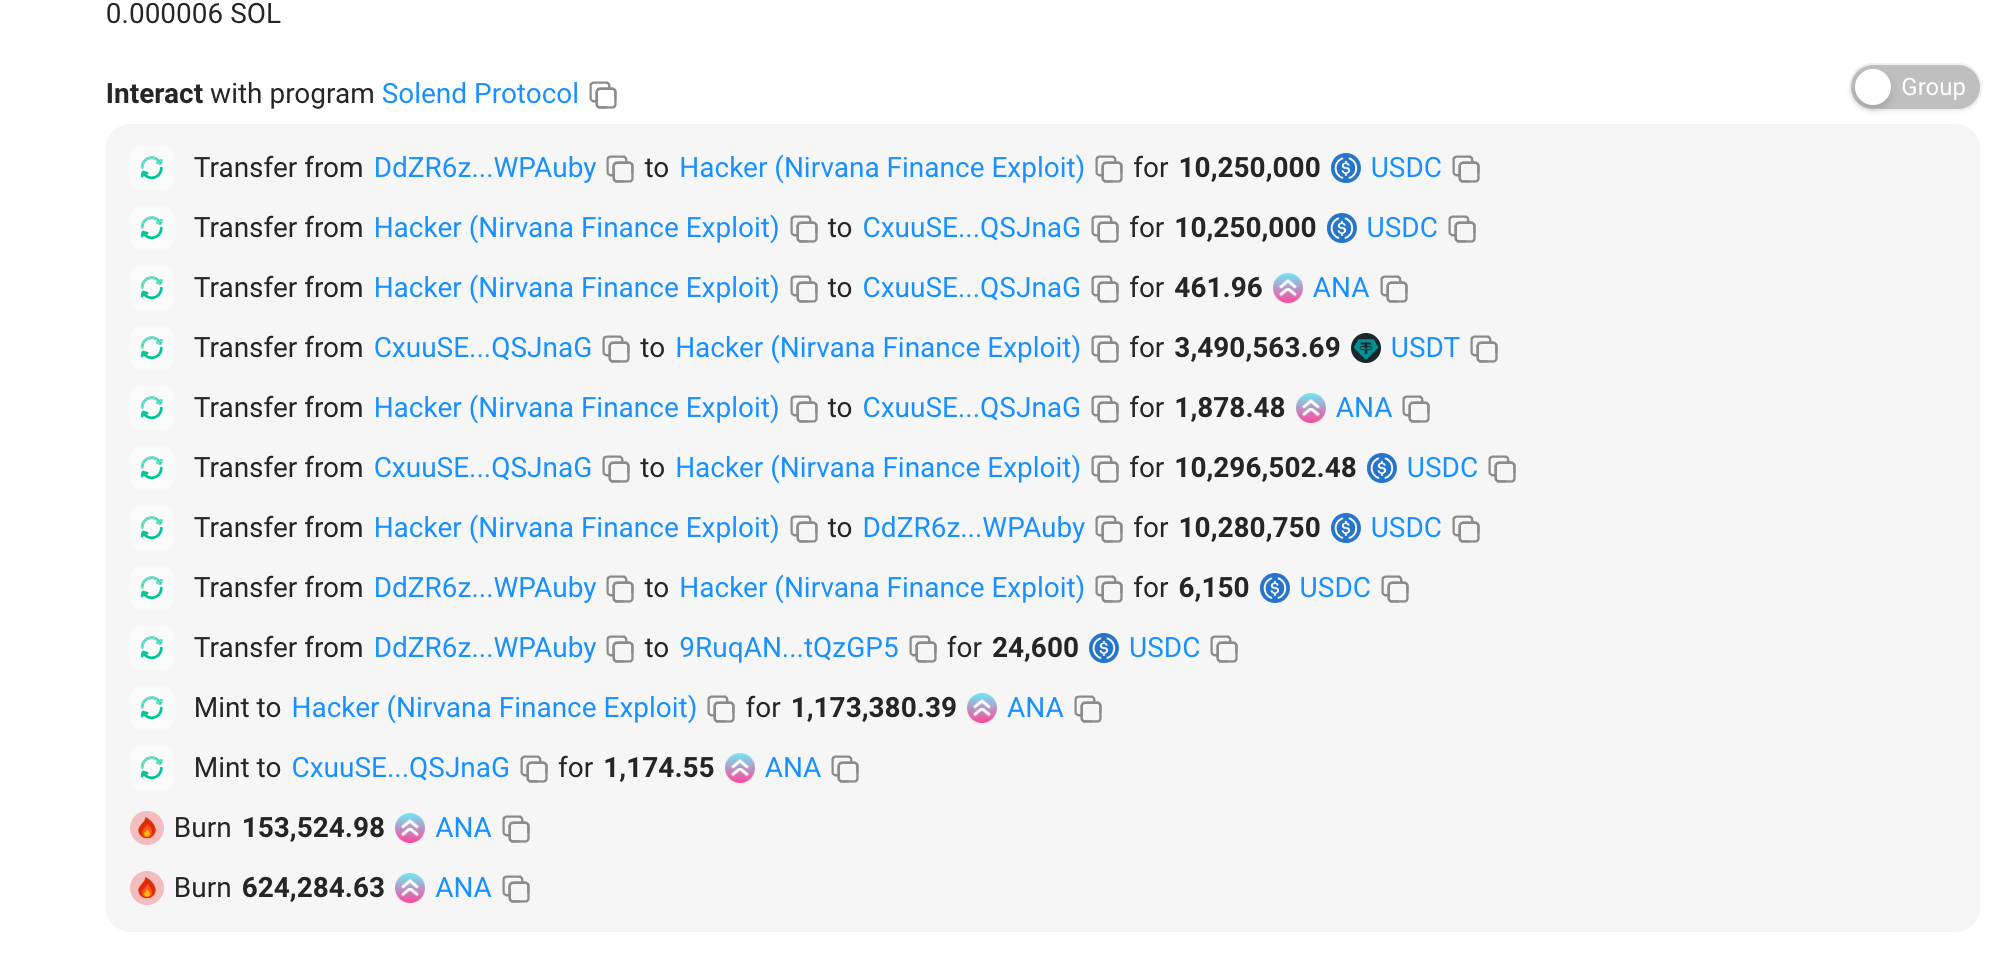 0.000006 SOL
Interact with program Solend Protocol
Group
Transfer from DdZR6z...WPAuby to Hacker (Nirvana Finance Exploit) for 10,250,000 USDC
Transfer from Hacker (Nirvana Finance Exploit) to CxuuSE...QSJnaG for 10,250,000 USDC
Transfer from Hacker (Nirvana Finance Exploit) to CxuuSE...QSJnaG for 461.96 ANA
Transfer from CxuuSE...QSJnaG to Hacker (Nirvana Finance Exploit) for 3,490,563.69 USDT
Transfer from Hacker (Nirvana Finance Exploit) to CxuuSE...QSJnaG for 1,878.48 ANA
Transfer from CxuuSE...QSJnaG to Hacker (Nirvana Finance Exploit) for 10,296,502.48 USDC
Transfer from Hacker (Nirvana Finance Exploit) to DdZR6z...WPAuby for 10,280,750 USDC
Transfer from DdZR6z...WPAuby to Hacker (Nirvana Finance Exploit) for 6,150 USDC
Transfer from DdZR6z...WPAuby to 9RuqAN...tQzGP5 for 24,600 USDC
Mint to Hacker (Nirvana Finance Exploit) for 1,173,380.39 ANA
Mint to CxuuSE...QSJnaG for 1,174.55 ANA
Burn 153,524.98 ANA
Burn 624,284.63 ANA